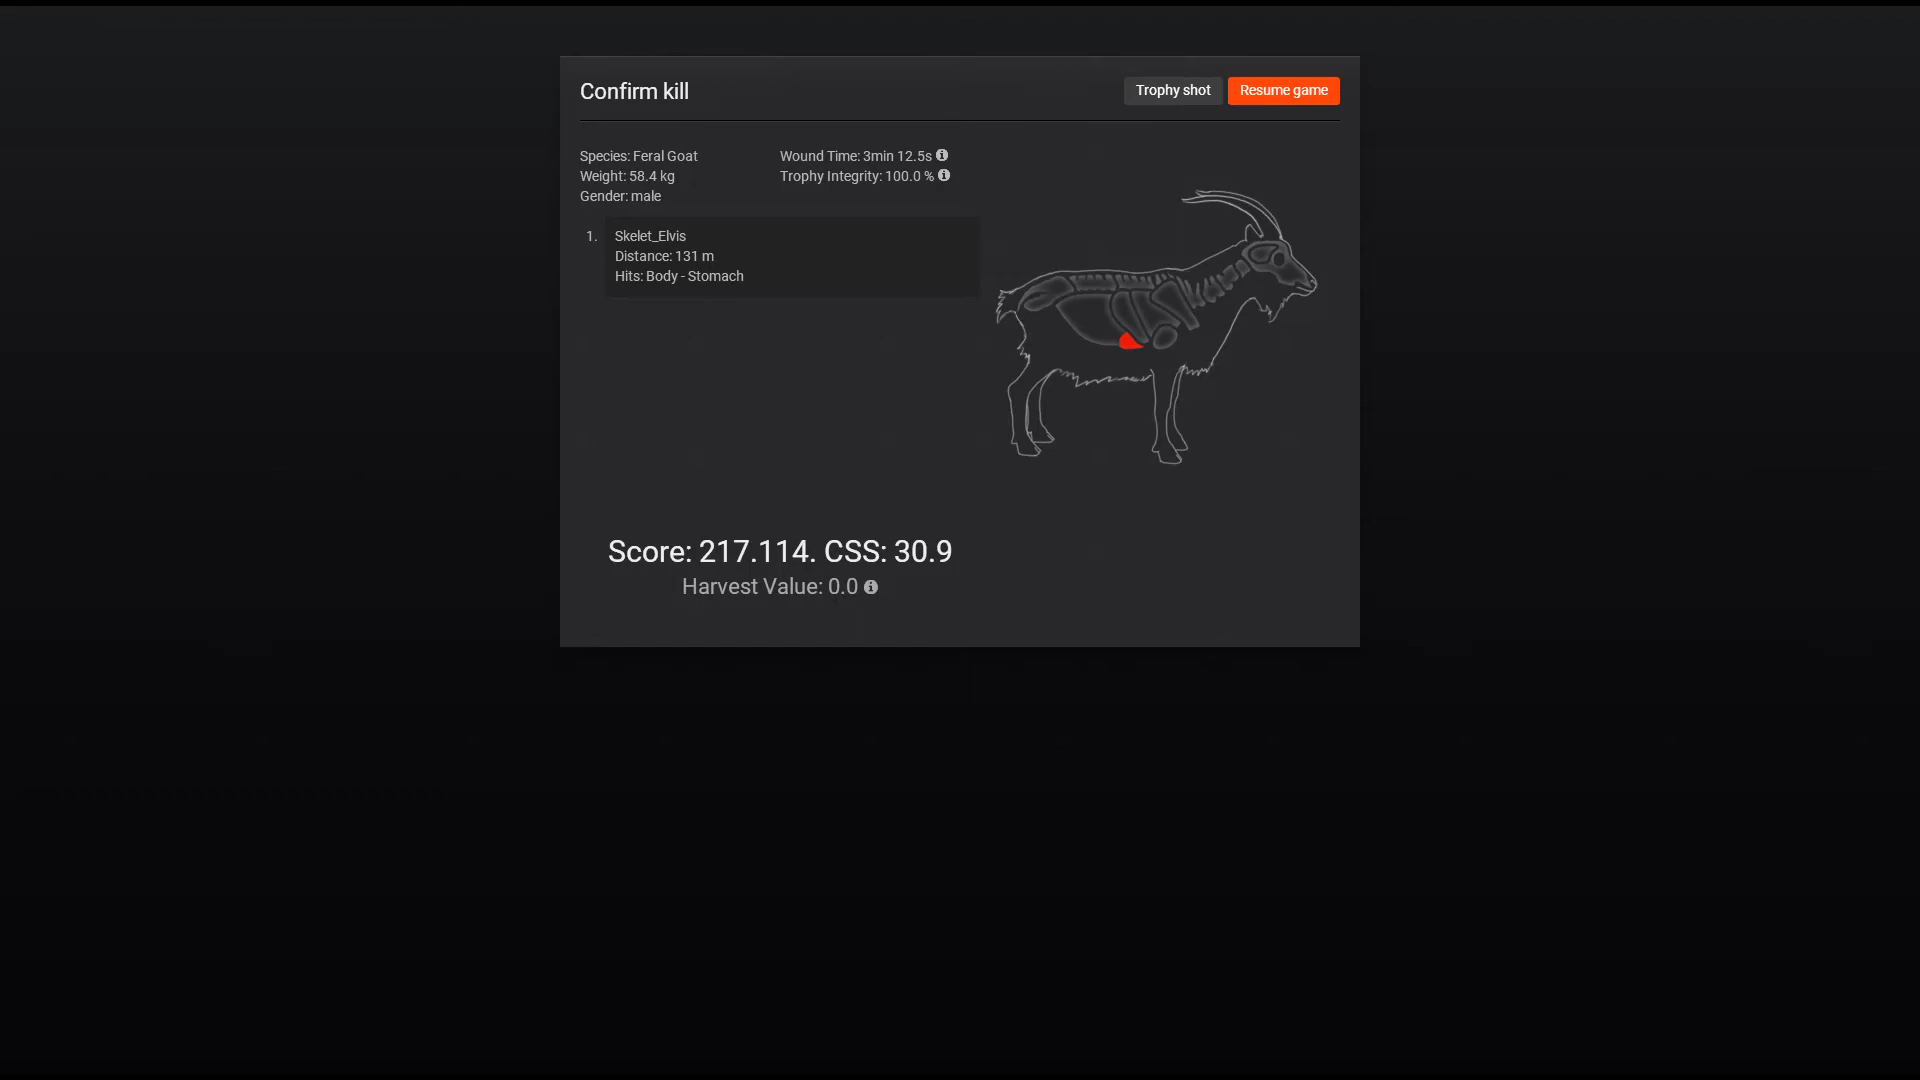 Confirm kill
Trophy shot
Resume game
Species: Feral Goat
Weight: 58.4 kg
Gender: male
Wound Time: 3min 12.5s
Trophy Integrity: 100.0 %
1.
Skelet_Elvis
Distance: 131 m
Hits: Body - Stomach
Score: 217.114. CSS: 30.9
Harvest Value: 0.0